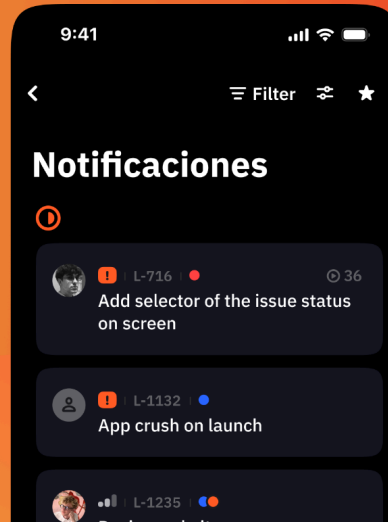 9:41
Filter
Notificaciones
L-716
36
Add selector of the issue status
on screen
L-1132
App crush on launch
L-1235